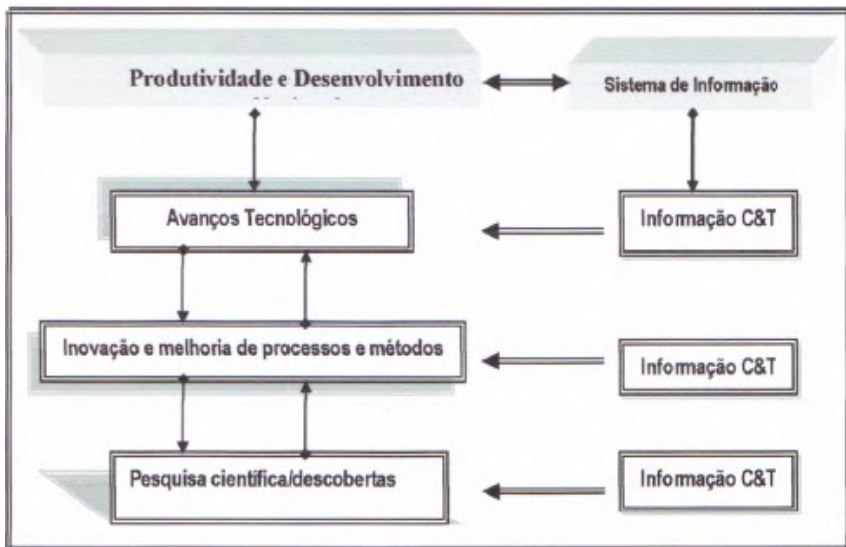 Produtividade e Desenvolvimento
Sistema de Informação
Avanços Tecnológicos
Informação C&T
Inovação e melhoria de processos e métodos
Informação C&T
Pesquisa científica/descobertas
Informação C&T